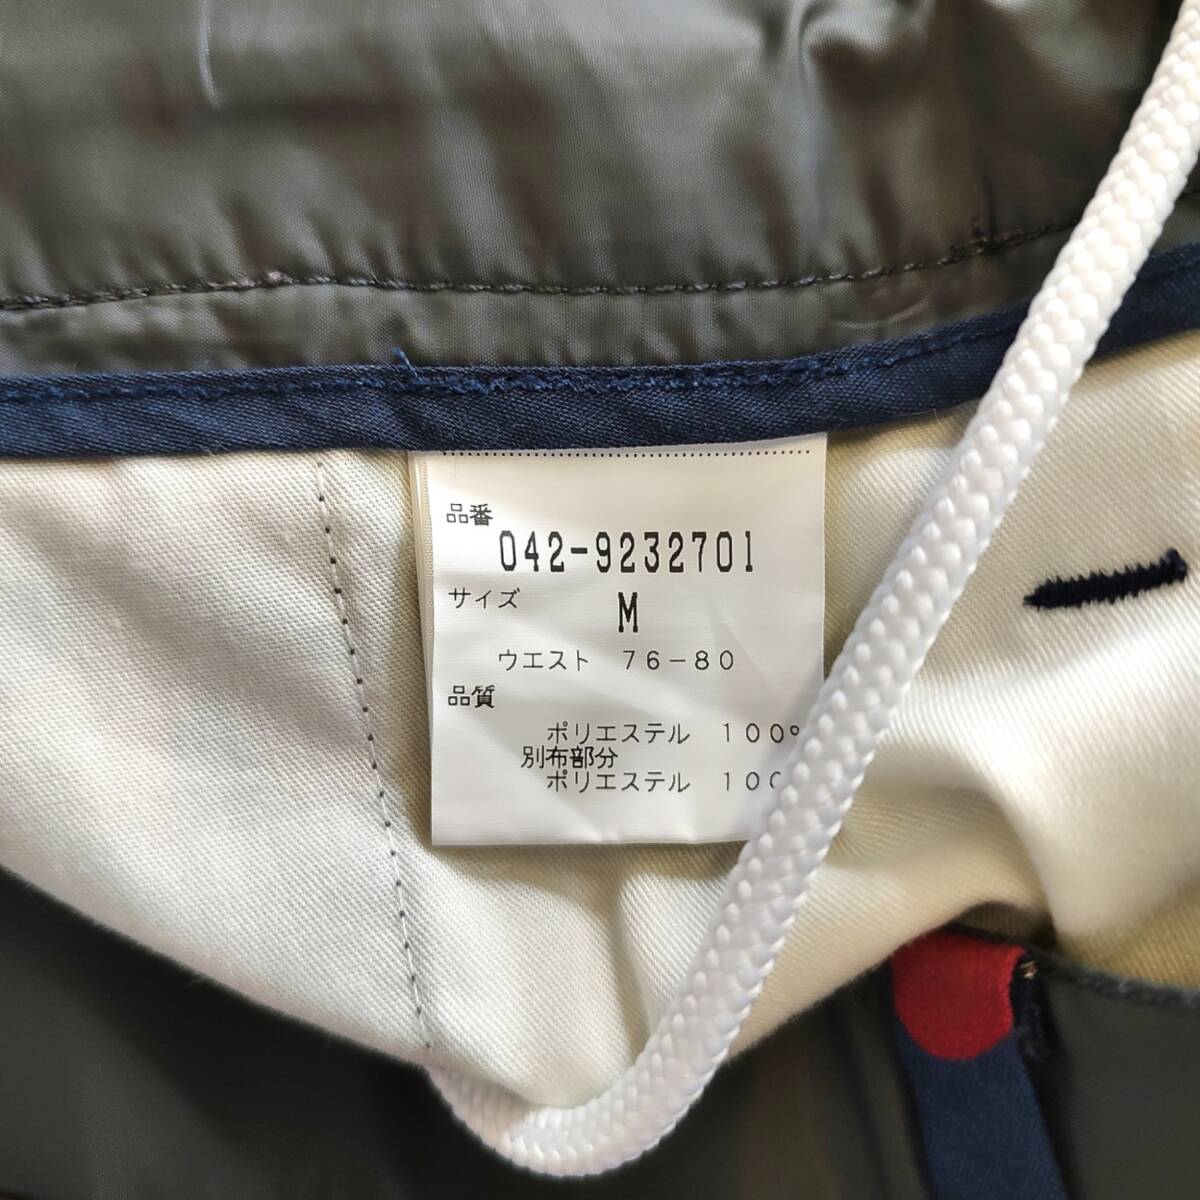 品番
042-9232701
サイズ M
ウエスト 76-80
品質
ポリエステル 100%
別布部分
ポリエステル 100